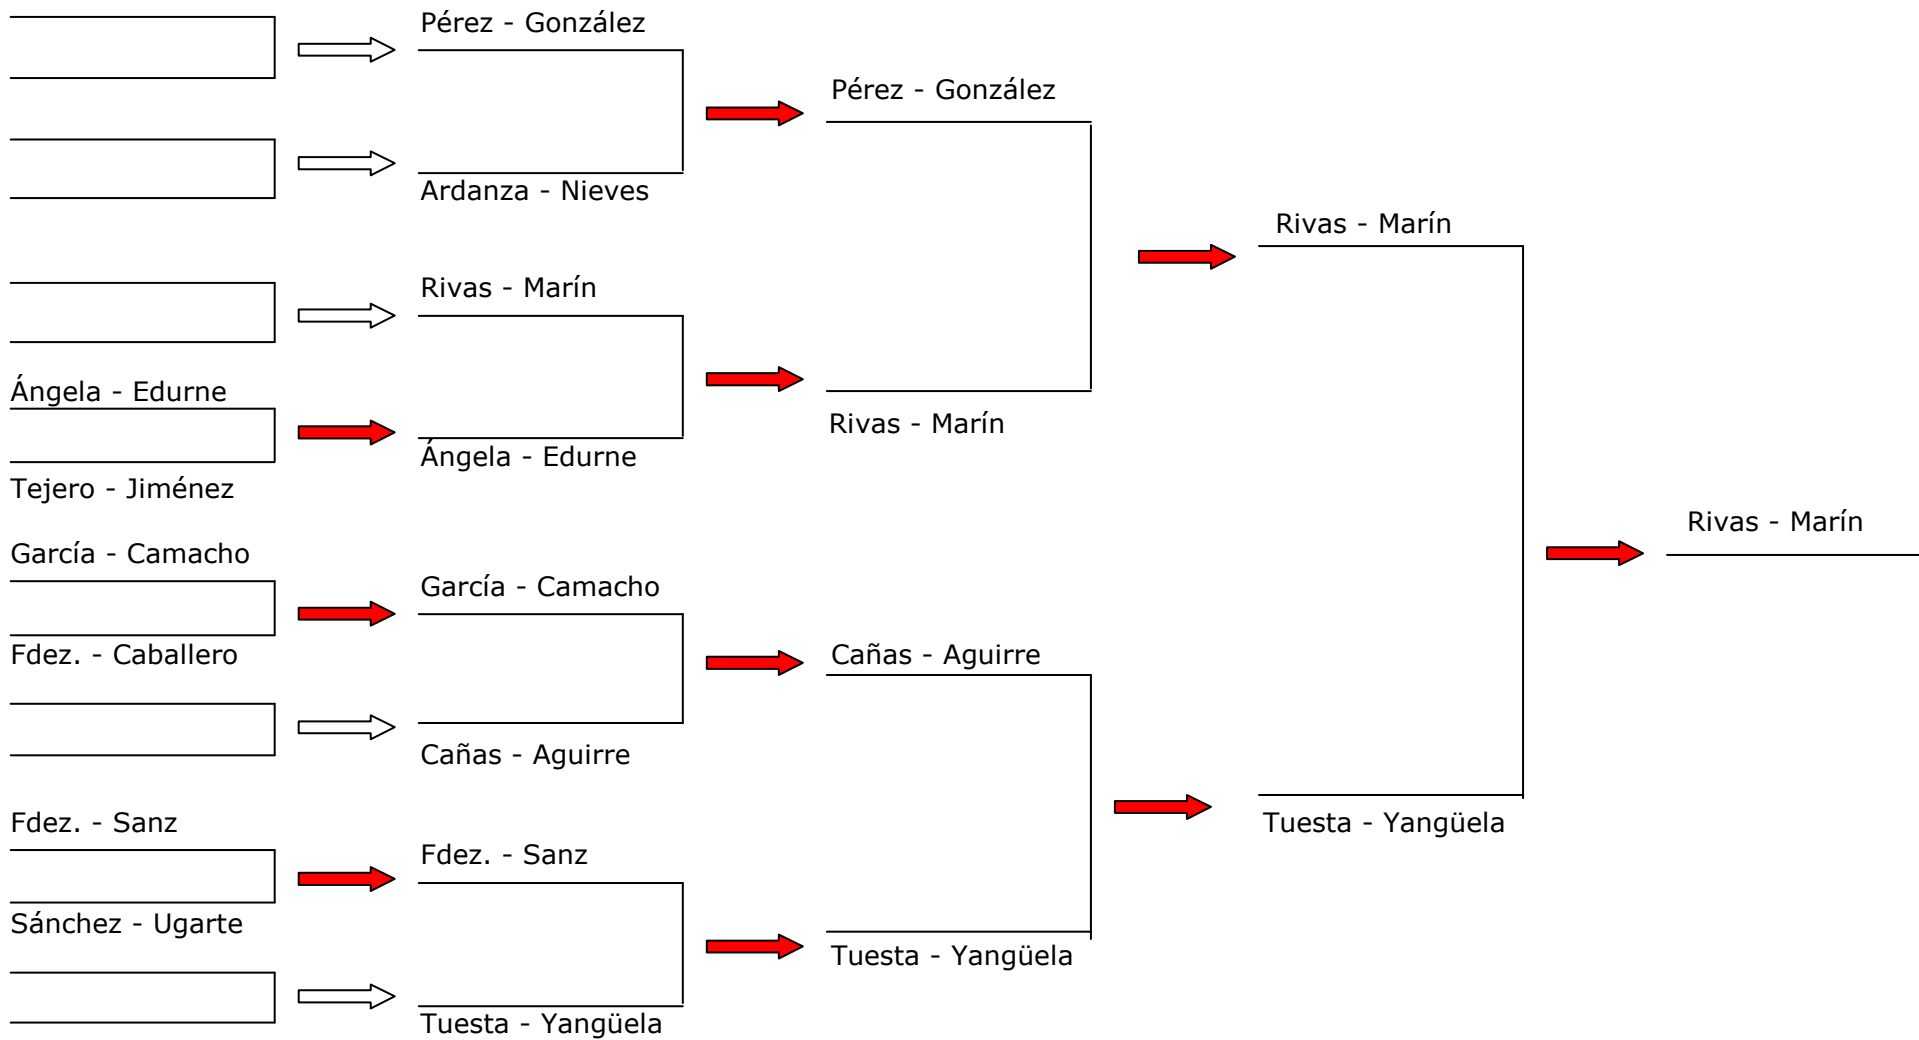 Ángela - Edurne
Tejero - Jiménez
García - Camacho
Fdez. - Caballero
Fdez. - Sanz
Sánchez - Ugarte
Pérez - González
Ardanza - Nieves
Rivas - Marín
Ángela - Edurne
García - Camacho
Cañas - Aguirre
Fdez. - Sanz
Tuesta - Yangüela
Pérez - González
Rivas - Marín
Cañas - Aguirre
Tuesta - Yangüela
Rivas - Marín
Tuesta - Yangüela
Rivas - Marín